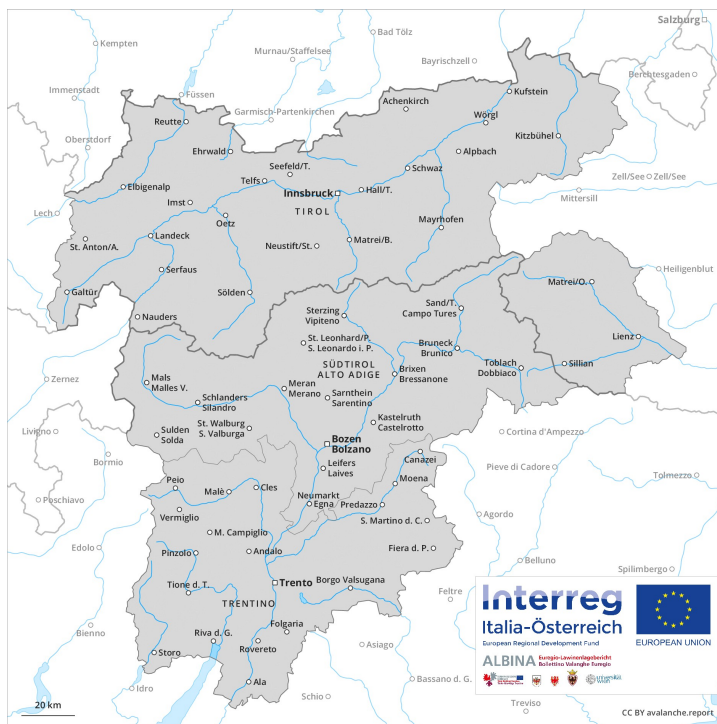 Salzburg
Kempten
Bad Tölz
Murnau/Staffelsee
Bayrischzell
Berchtesgaden
Immenstadt
Füssen
Garmisch-Partenkirchen
Achenkirch
Kufstein
Reutte
Wörgl
Oberstdorf
Ehrwald
Kitzbühel
Alpbach
Seefeld/T.
Schwaz
Zell/See
Zell/See
Elbigenalp
Telfs
Innsbruck
Hall/T.
Mittersill
Lech
Imst
TIROL
Oetz
Mayrhofen
St. Anton/A.
Landeck
Neustift/St.
Matrei/B.
Serfaus
Heiligenblut
Galtür
Sölden
Matrei/O.
Nauders
Sterzing
Vipiteno
Sand/T.
Campo Tures
St. Leonhard/P.
S. Leonardo i. P.
Bruneck
Brunico
Lienz
SÜDTIROL
ALTO ADIGE
Toblach
Dobbiaco
Sillian
Zernez
Mals
Malles V.
Meran
Merano
Brixen
Bressanone
Sarnthein
Sarentino
Schlanders
Silandro
St. Walburg
S. Valburga
Kastelruth
Castelrotto
Livigno
Sulden
Solda
Bozen
Bolzano
Cortina d'Ampezzo
Bormio
Canazei
Leifers
Laives
Pieve di Cadore
Tolmezzo
Peio
Malè
Cles
Moena
Poschiavo
Neumarkt
Egna
Predazzo
Vermiglio
Agordo
S. Martino d. C.
M. Campiglio
Edolo
Pinzolo
Andalo
Fiera d. P.
Belluno
Spilimbergo
Tione d. T.
Trento
Borgo Valsugana
Feltre
TRENTINO
Bienno
Riva d. G.
Folgaria
Rovereto
Storo
Asiago
Ala
Idro
Schio
Bassano d. G.
Treviso
Interreg
Italia-Österreich
European Regional Development Fund
EUROPEAN UNION
ALBINA Euregio-Lawinenlagebericht
Bollettino Valanghe Euregio
universität
wien
20 km
CC BY avalanche.report